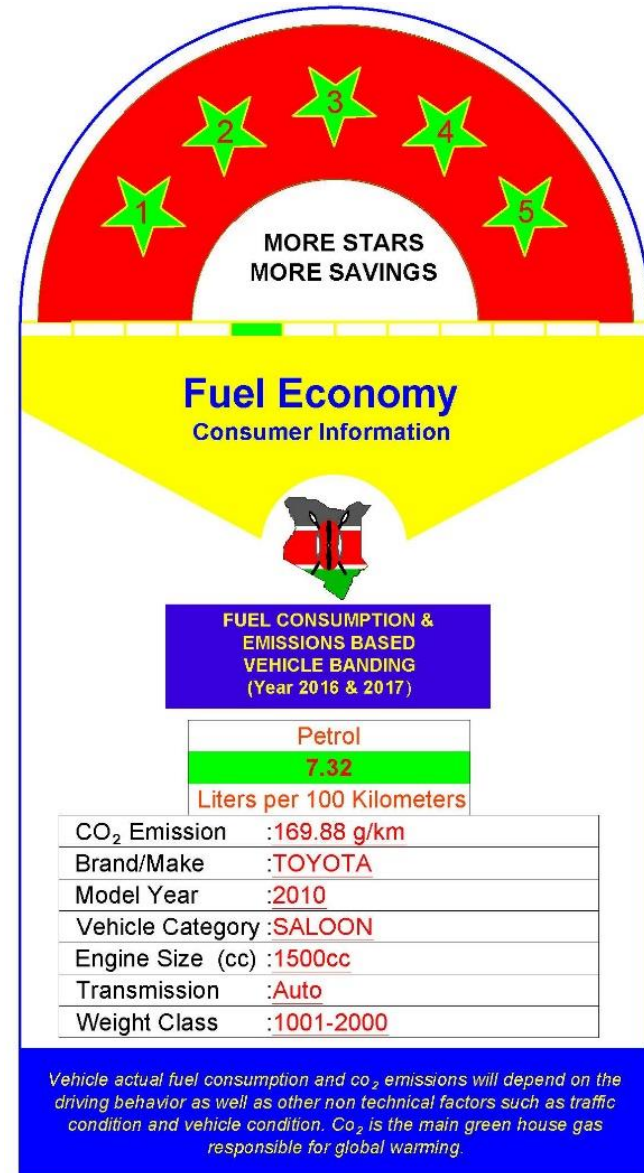 1
2
3
4
5
MORE STARS
MORE SAVINGS
Fuel Economy
Consumer Information
FUEL CONSUMPTION &
EMISSIONS BASED
VEHICLE BANDING
(Year 2016 & 2017)
Petrol
7.32
Liters per 100 Kilometers
CO₂ Emission :169.88 g/km
Brand/Make :TOYOTA
Model Year :2010
Vehicle Category :SALOON
Engine Size (cc) :1500cc
Transmission :Auto
Weight Class :1001-2000
Vehicle actual fuel consumption and co₂ emissions will depend on the
driving behavior as well as other non technical factors such as traffic
condition and vehicle condition. Co₂ is the main green house gas
responsible for global warming.